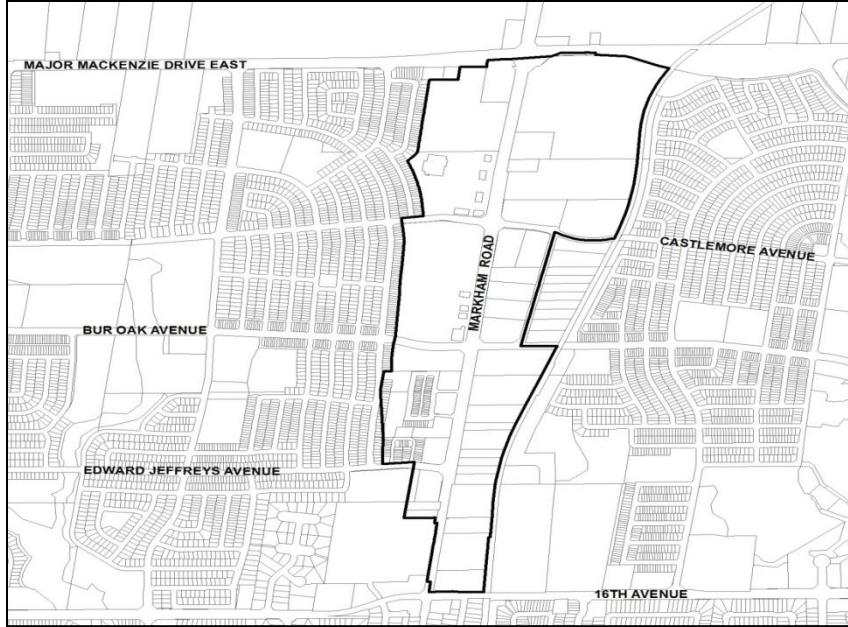 MAJOR MACKENZIE DRIVE EAST
MARKHAM ROAD
CASTLEMORE AVENUE
BUR OAK AVENUE
EDWARD JEFFREYS AVENUE
16TH AVENUE